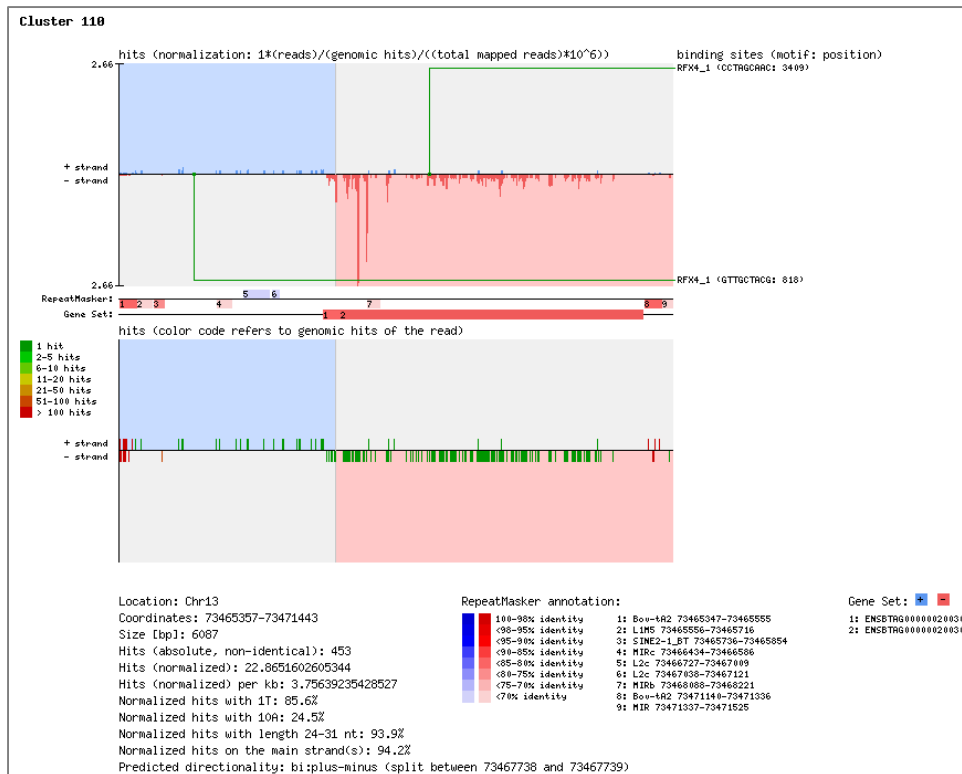 Cluster 110
hits (normalization: 1*(reads)/(genomic hits)/((total mapped reads)*10^6))
binding sites (motif: position)
2.66
RFX4_1 (CCTAGCAAC: 3409)
+ strand
- strand
2.66
RFX4_1 (GTTGCTACG: 818)
5 6
RepeatMasker:
1 2 3 4 7 8 9
Gene Set:
1 2
hits (color code refers to genomic hits of the read)
1 hit
2-5 hits
6-10 hits
11-20 hits
21-50 hits
51-100 hits
> 100 hits
+ strand
- strand
Location: Chr13
Coordinates: 73465357-73471443
Size [bp]: 6087
Hits (absolute, non-identical): 453
Hits (normalized): 22.8651602605344
Hits (normalized) per kb: 3.75639235428527
Normalized hits with 1T: 85.6%
Normalized hits with 10A: 24.5%
Normalized hits with length 24-31 nt: 93.9%
Normalized hits on the main strand(s): 94.2%
Predicted directionality: bi:plus-minus (split between 73467738 and 73467739)
RepeatMasker annotation:
100-98% identity
<98-95% identity
<95-90% identity
<90-85% identity
<85-80% identity
<80-75% identity
<75-70% identity
<70% identity
1: Bov-tA2 73465347-73465555
2: L1M5 73465556-73465716
3: SINE2-1_BT 73465736-73465854
4: MIRc 73466434-73466586
5: L2c 73466727-73467009
6: L2c 73467038-73467121
7: MIRb 73468088-73468221
8: Bov-tA2 73471140-73471336
9: MIR 73471337-73471525
Gene Set: + -
1: ENSBTAG0000002003
2: ENSBTAG0000002003